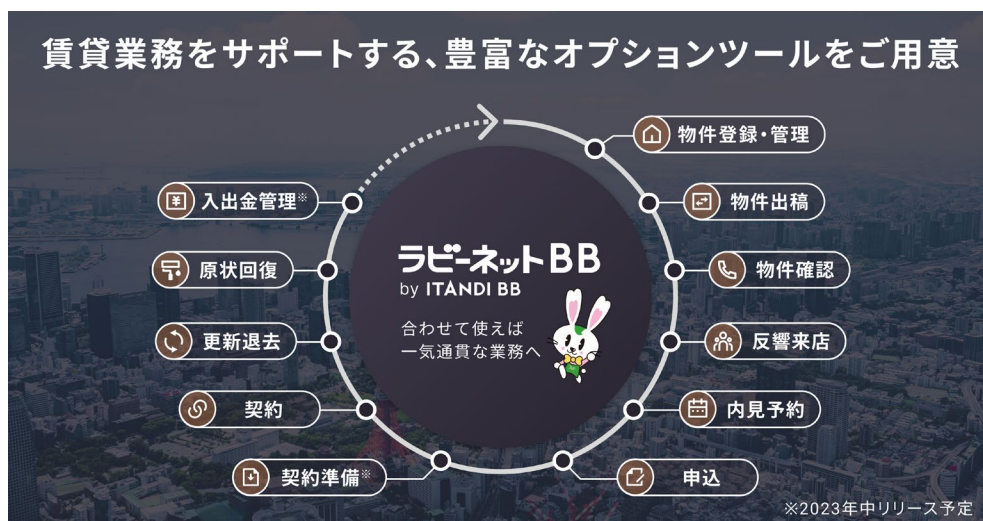 賃貸業務をサポートする、豊富なオプションツールをご用意
物件登録・管理
物件出稿
物件確認
反響来店
内見予約
申込
契約準備※
契約
更新退去
原状回復
入出金管理※
ラビーネットBB
by ITANDI BB
合わせて使えば
一気通貫な業務へ
※2023年中リリース予定